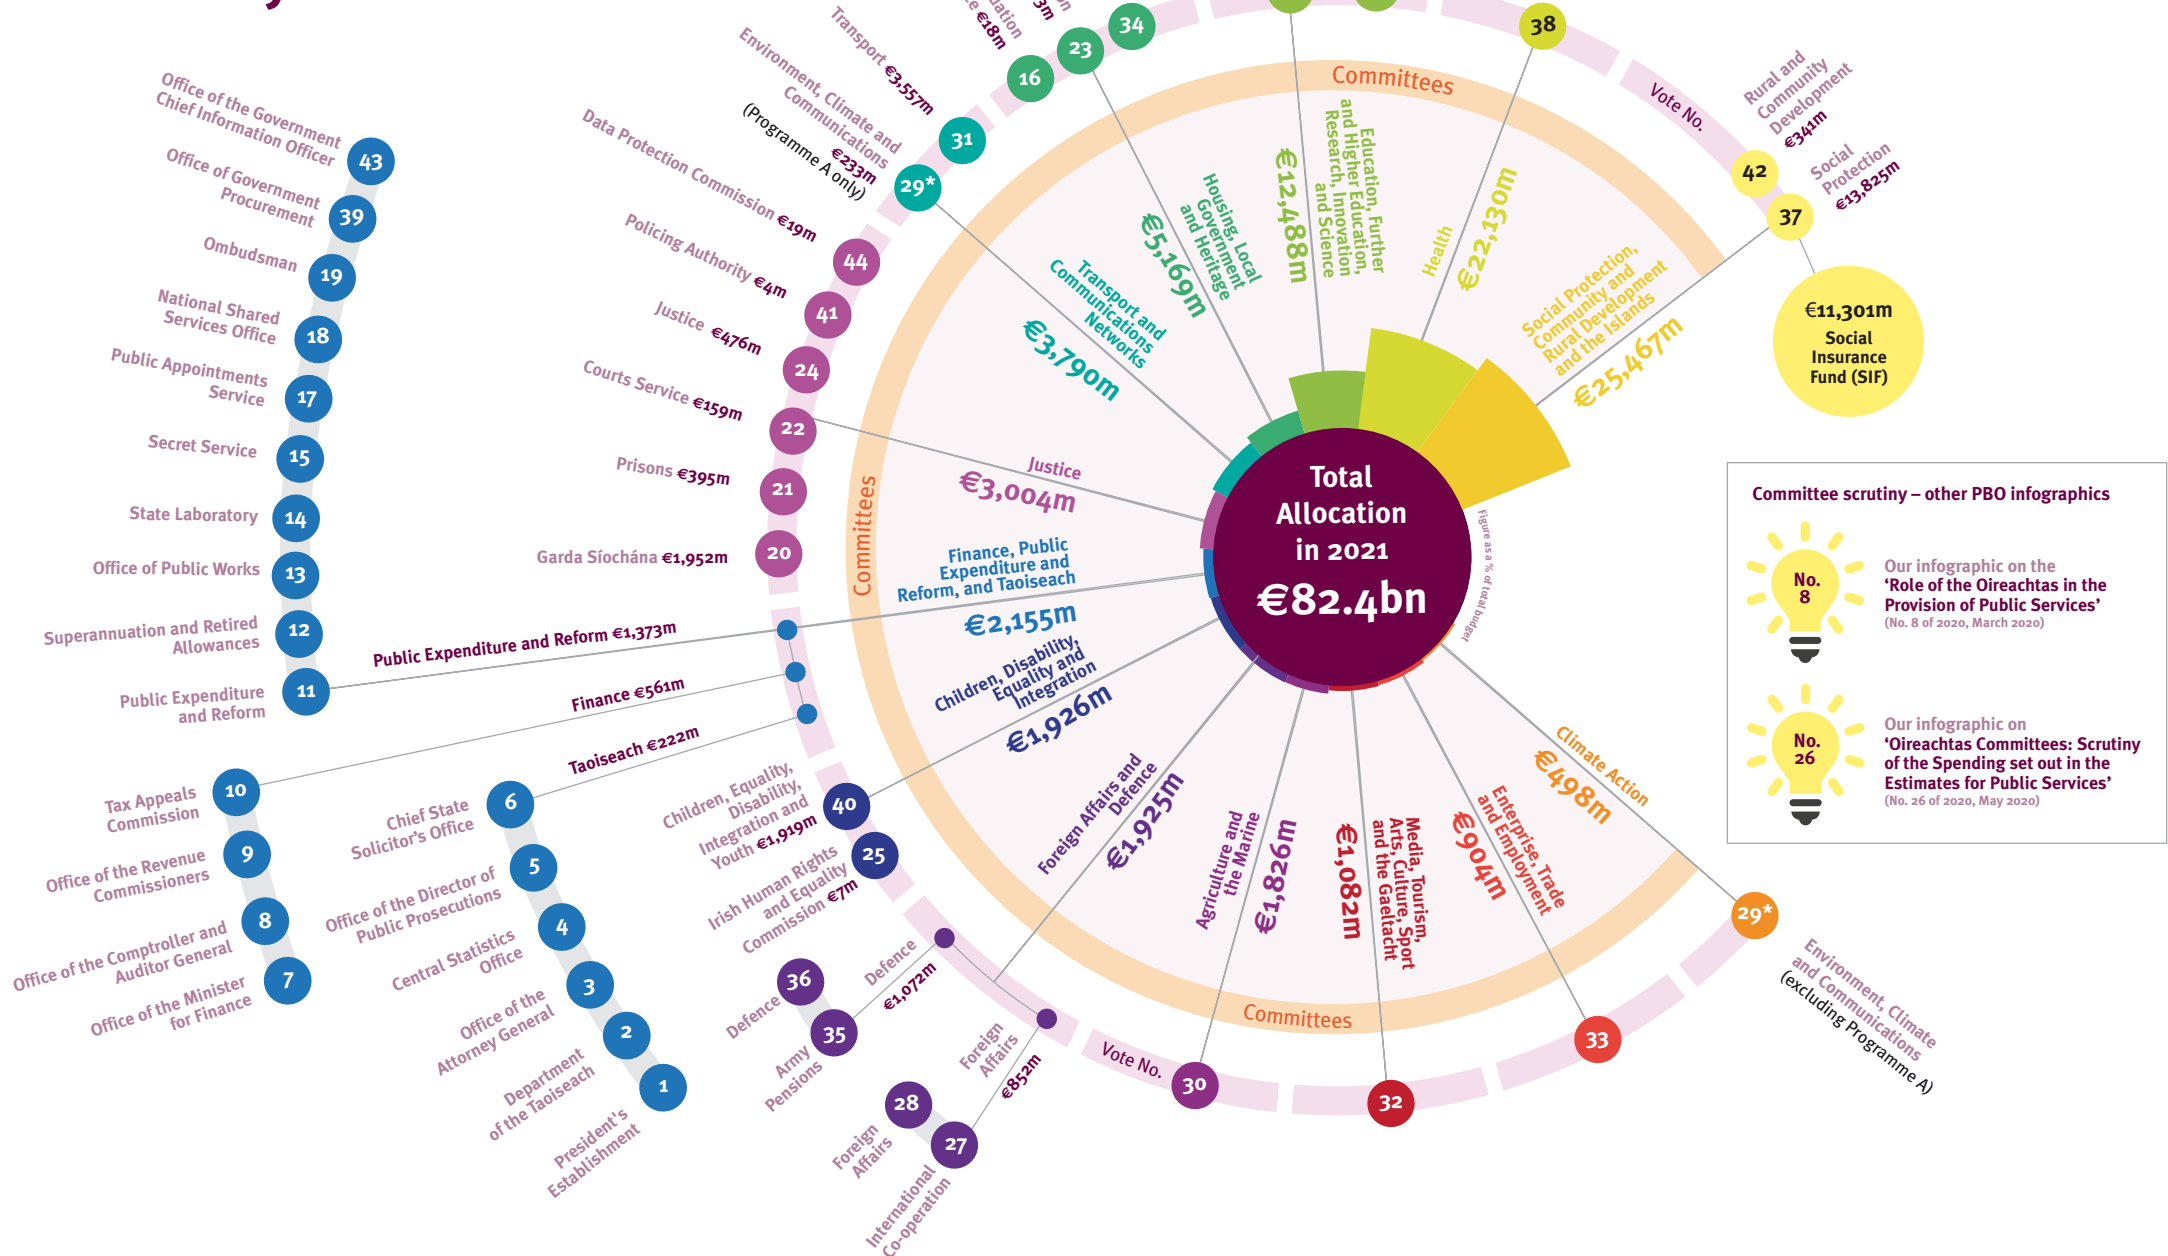 €18m
3m
Transport €3,557m
Environment, Climate and
Communications
€233m
(Programme A only)
Data Protection Commission €19m
Policing Authority €4m
Justice €476m
Courts Service €159m
Prisons €395m
Garda Síochána €1,952m
34
23
16
31
29*
44
41
24
22
21
20
38
42
37
Vote No.
Rural and
Community
Development
€341m
Social
Protection
€13,825m
€11,301m
Social
Insurance
Fund (SIF)
Office of the Government
Chief Information Officer
43
Office of Government
Procurement
39
Ombudsman
19
National Shared
Services Office
18
Public Appointments
Service
17
Secret Service
15
State Laboratory
14
Office of Public Works
13
Superannuation and Retired
Allowances
12
Public Expenditure
and Reform
11
Public Expenditure and Reform €1,373m
Finance €561m
Taoiseach €222m
Tax Appeals
Commission
10
Office of the Revenue
Commissioners
9
Office of the Comptroller and
Auditor General
8
Office of the Minister
for Finance
7
Chief State
Solicitor's Office
6
Office of the Director of
Public Prosecutions
5
Central Statistics
Office
4
Office of the
Attorney General
3
Department
of the Taoiseach
2
President's
Establishment
1
Children, Equality,
Disability,
Integration and
Youth €1,919m
40
Irish Human Rights
and Equality
Commission €7m
25
Defence
€1,072m
Defence
36
Army
Pensions
35
Foreign
Affairs
€852m
Foreign
Affairs
28
International
Co-operation
27
Vote No.
30
32
33
29*
Environment, Climate
and Communications
(excluding Programme A)
Committees
Committees
Committees
Transport and
Communications
Networks
€3,790m
Housing, Local
Government
and Heritage
€5,169m
Education, Further
and Higher Education,
Research, Innovation
and Science
€12,488m
Health
€22,130m
Social Protection,
Community and
Rural Development
and the Islands
€25,467m
Justice
€3,004m
Finance, Public
Expenditure and
Reform, and Taoiseach
€2,155m
Children, Disability,
Equality and
Integration
€1,926m
Foreign Affairs and
Defence
€1,925m
Agriculture and
the Marine
€1,826m
Media, Tourism,
Arts, Culture, Sport
and the Gaeltacht
€1,082m
Enterprise, Trade
and Employment
€904m
Climate Action
€498m
Total
Allocation
in 2021
€82.4bn
Figure as a % of total budget
Committee scrutiny – other PBO infographics
No.
8
Our infographic on the
‘Role of the Oireachtas in the
Provision of Public Services’
(No. 8 of 2020, March 2020)
No.
26
Our infographic on
‘Oireachtas Committees: Scrutiny
of the Spending set out in the
Estimates for Public Services’
(No. 26 of 2020, May 2020)